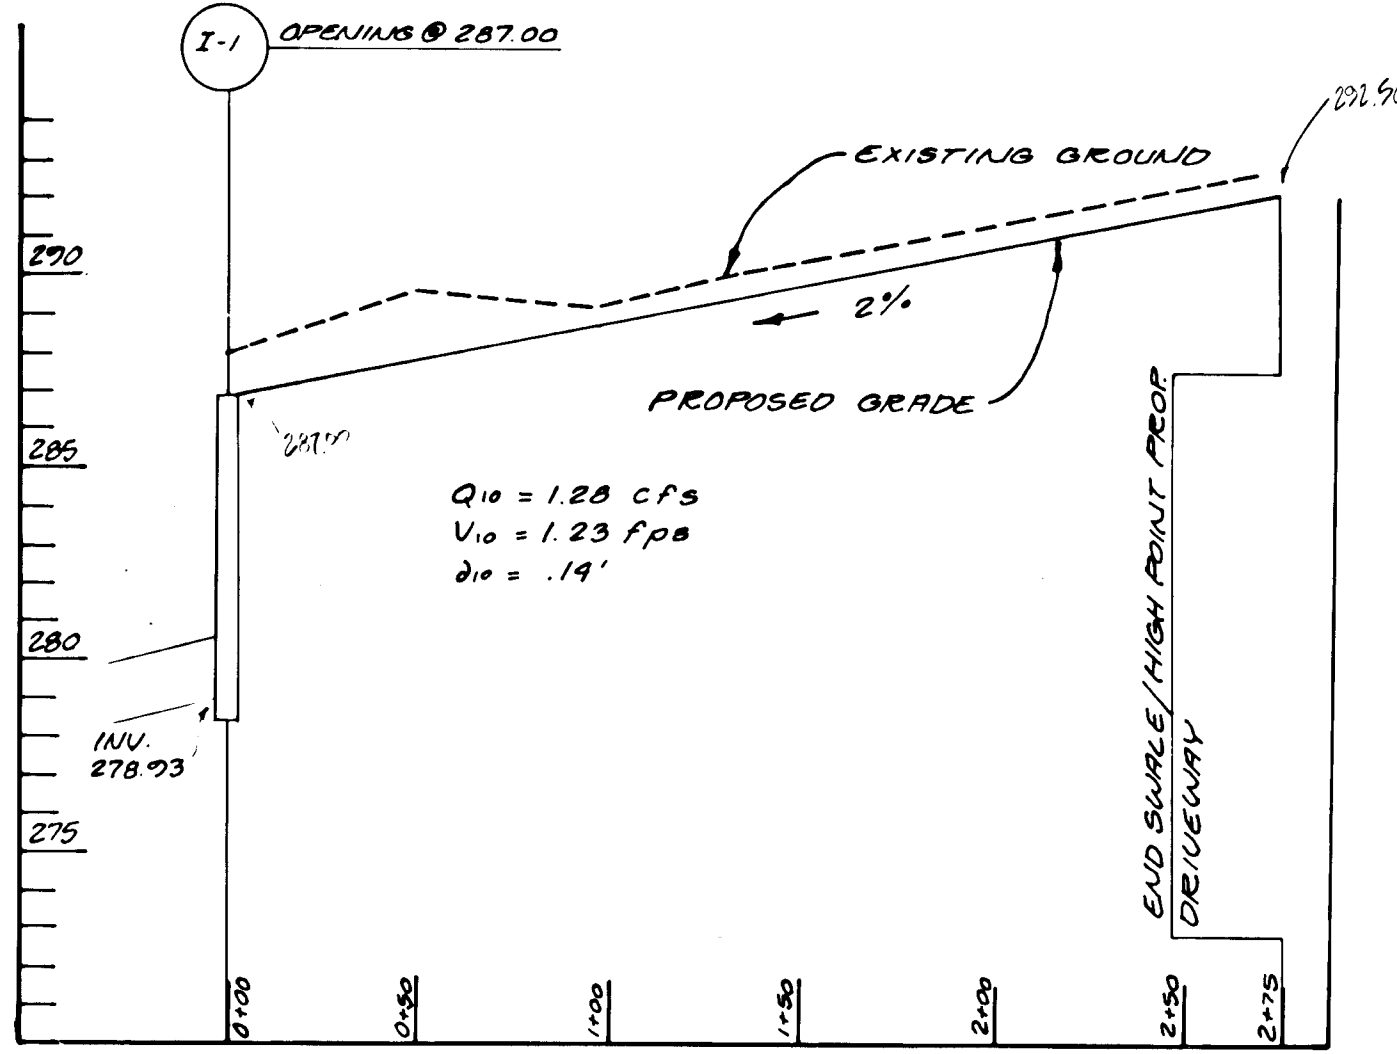 I-1
OPENING @ 287.00
292.50
EXISTING GROUND
290
2%
PROPOSED GRADE
287.00
285
Q10 = 1.28 cfs
V10 = 1.23 fps
d10 = .14'
280
INV.
278.93
275
END SWALE/HIGH POINT PROP.
DRIVEWAY
0+00
0+50
1+00
1+50
2+00
2+50
2+75